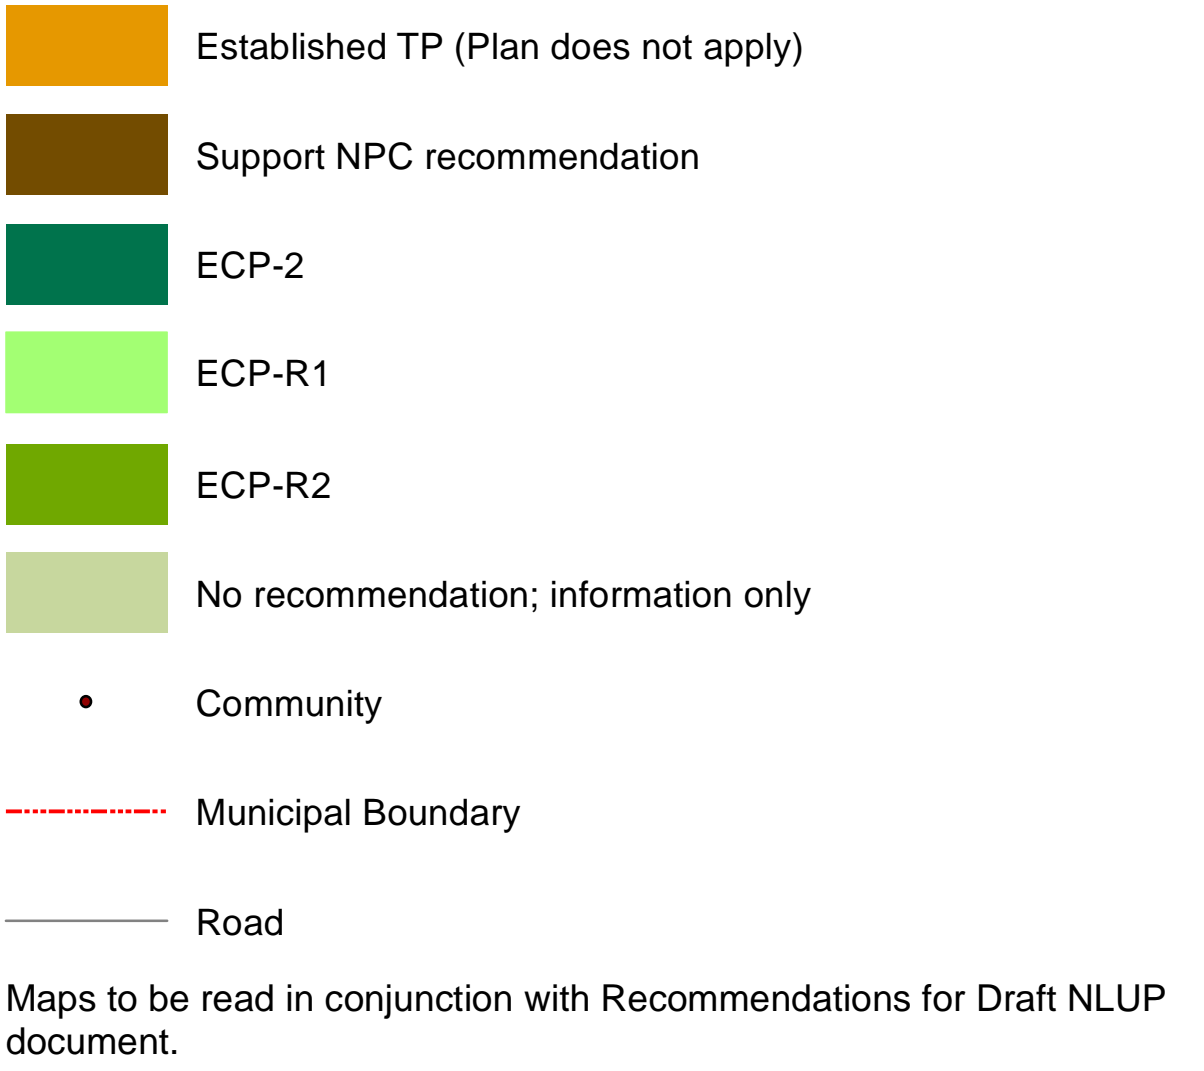 Established TP (Plan does not apply)
Support NPC recommendation
ECP-2
ECP-R1
ECP-R2
No recommendation; information only
Community
Municipal Boundary
Road
Maps to be read in conjunction with Recommendations for Draft NLUP
document.